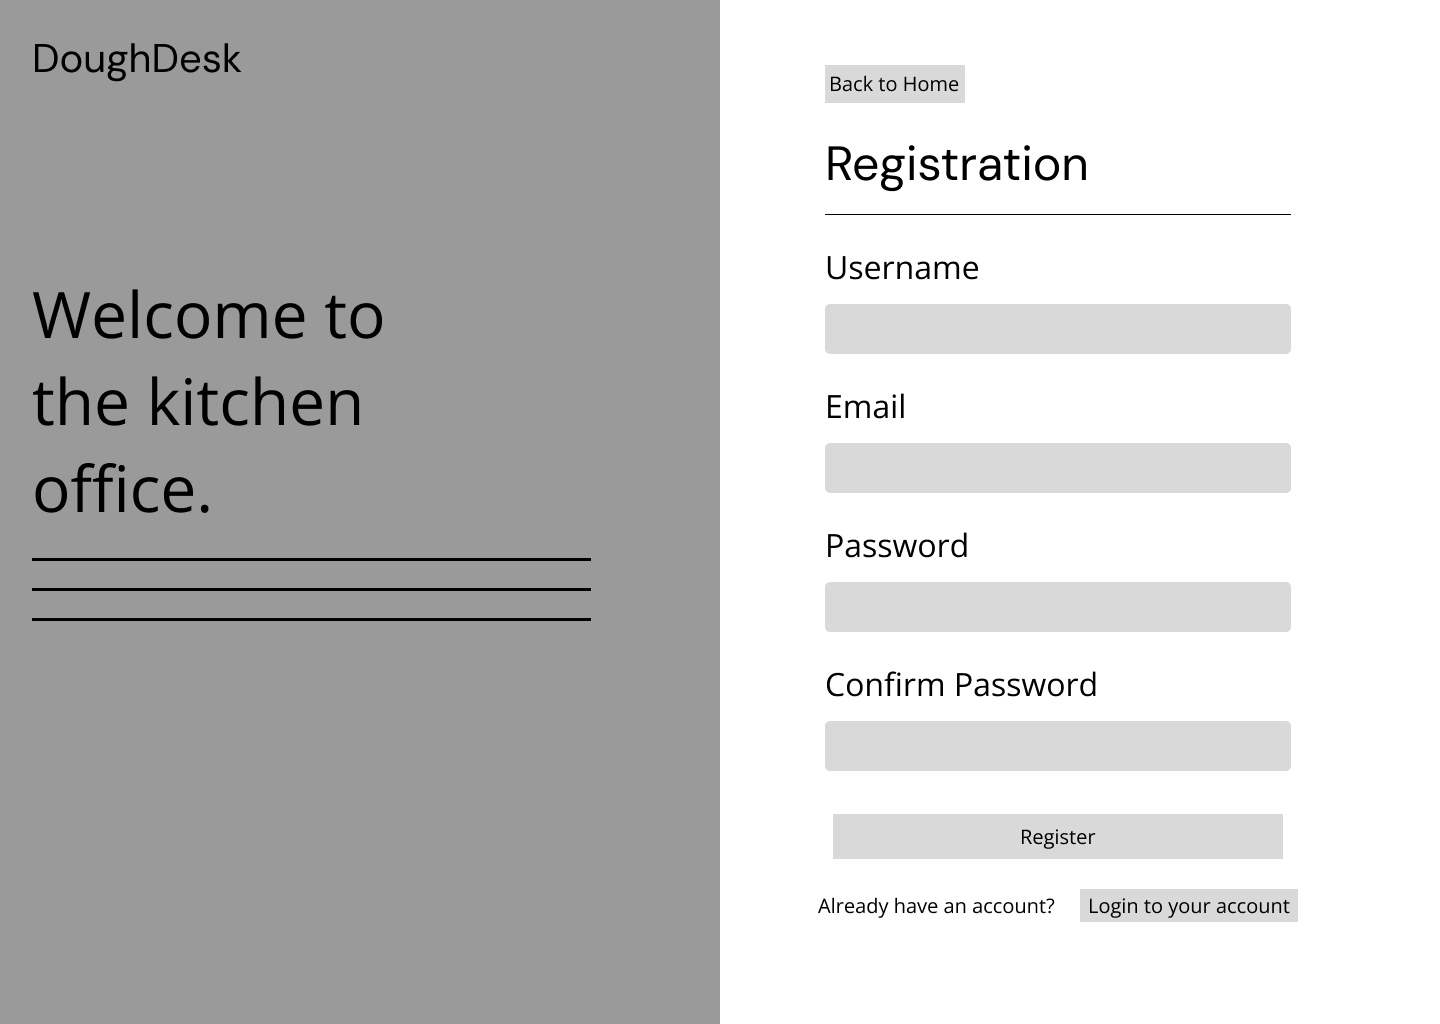 DoughDesk
Welcome to
the kitchen
office.
Back to Home
Registration
Username
Email
Password
Confirm Password
Register
Already have an account? Login to your account